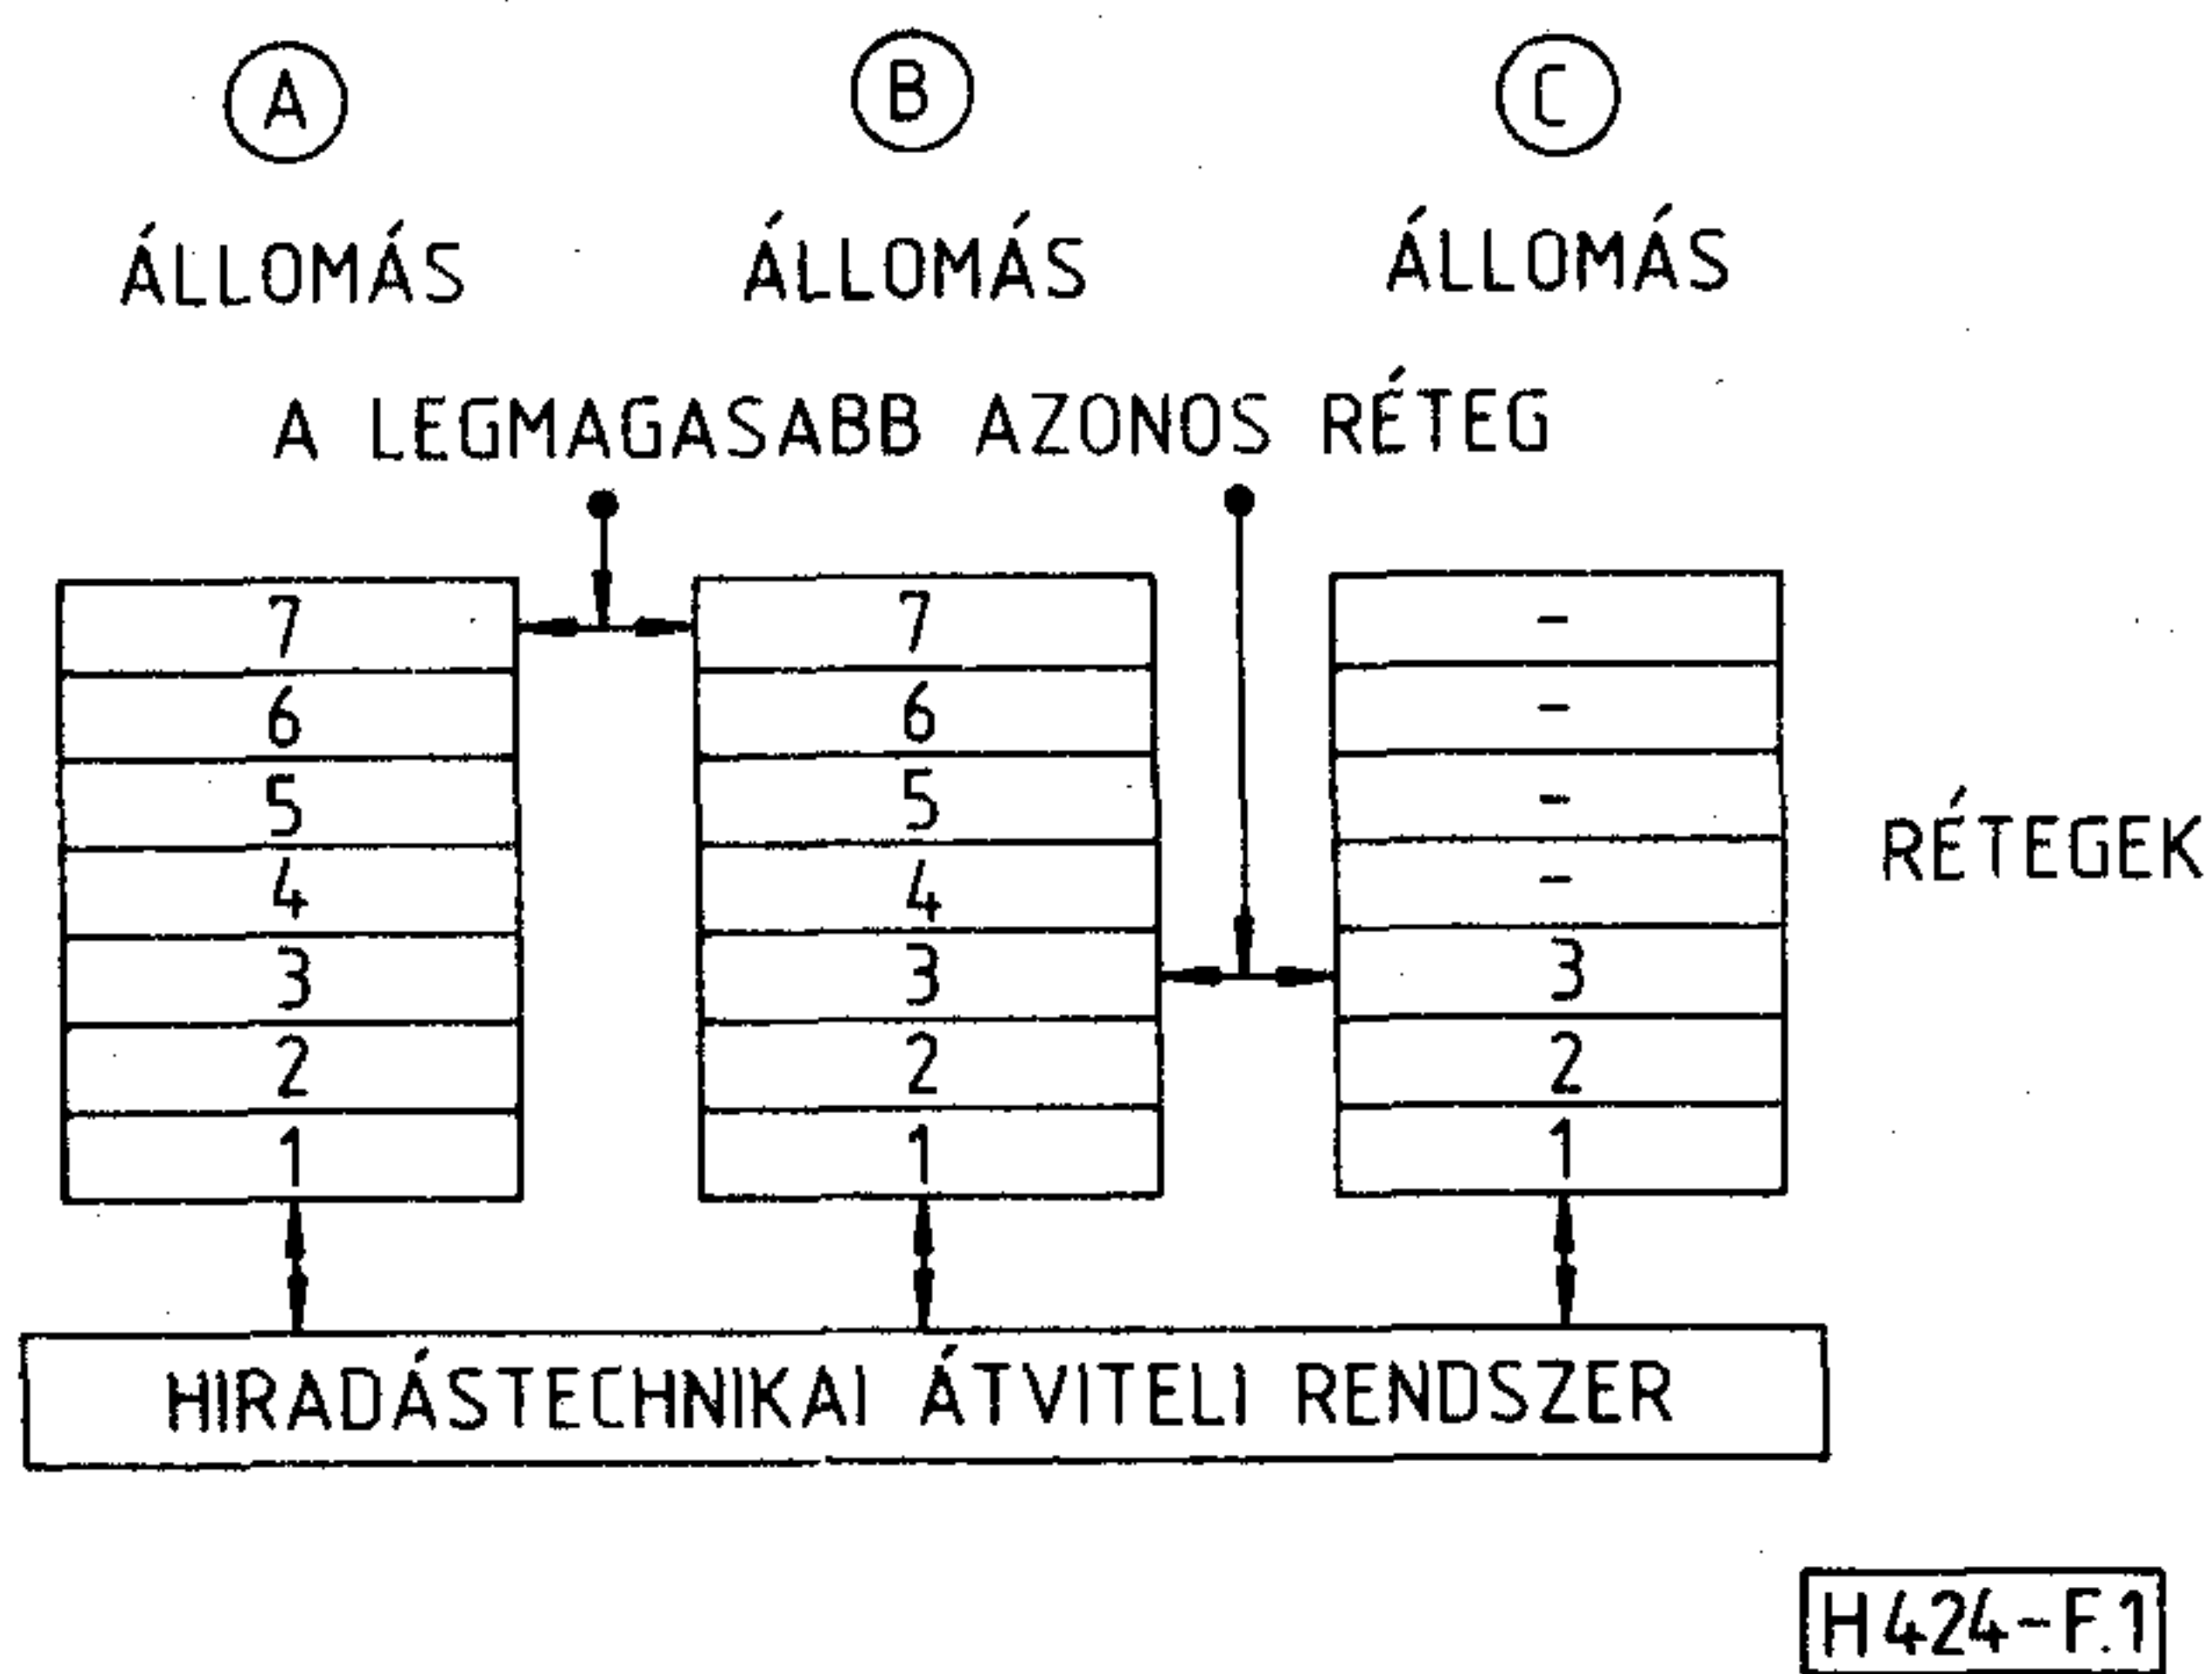 A B C
ÁLLOMÁS ÁLLOMÁS ÁLLOMÁS
A LEGMAGASABB AZONOS RÉTEG
7 7 -
6 6 -
5 5 -
4 4 -
RÉTEGEK
3 3 3
2 2 2
1 1 1
HIRADÁSTECHNIKAI ÁTVITELI RENDSZER
H424-F.1